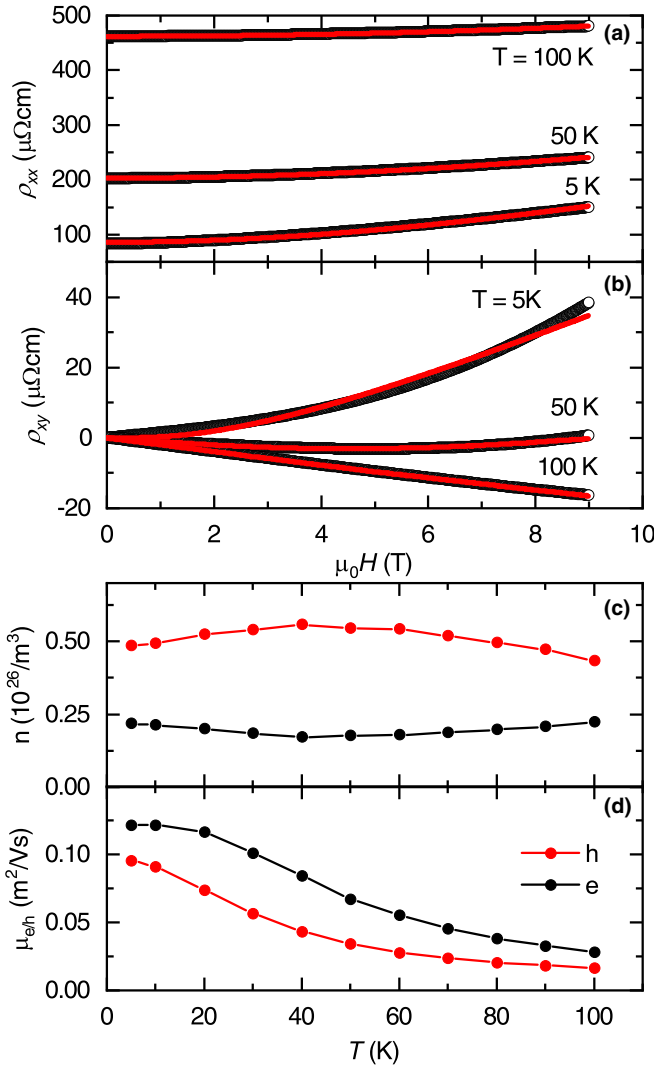 500
400
300
200
100
ρxx (μΩcm)
(a)
T = 100 K
50 K
5 K
40
20
0
-20
ρxy (μΩcm)
(b)
T = 5K
50 K
100 K
0 2 4 6 8 10
μ0H (T)
0.50
0.25
0.00
n (10^26/m^3)
(c)
0.10
0.05
0.00
μe/h (m^2/Vs)
(d)
h
e
0 20 40 60 80 100
T (K)